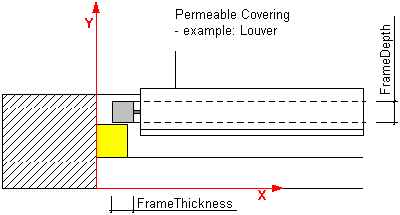 Permeable Covering
- example: Louver
Y
FrameDepth
X
FrameThickness